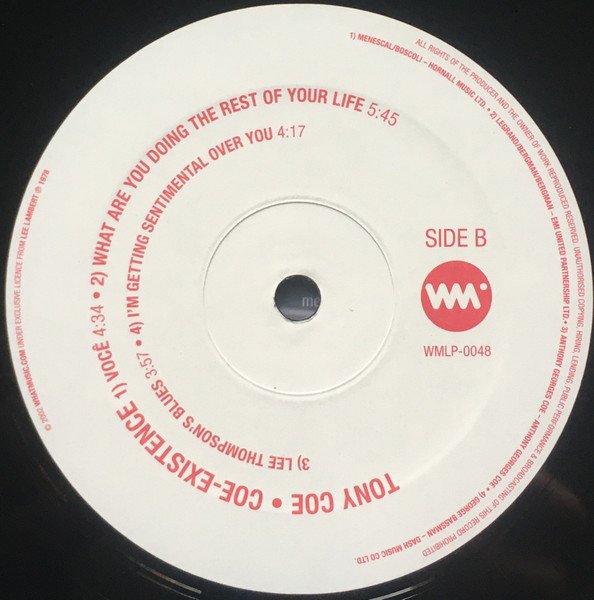 TONY COE • COE-EXISTENCE 1) VOCÊ 4:34 • 2) WHAT ARE YOU DOING THE REST OF YOUR LIFE 5:45
3) LEE THOMPSON'S BLUES 3:57 • 4) I'M GETTING SENTIMENTAL OVER YOU 4:17
SIDE B
WM
WMLP-0048
© 2002 WHATMUSIC.COM UNDER EXCLUSIVE LICENCE FROM LEE LAMBERT ℗ 1978
ALL RIGHTS OF THE PRODUCER AND THE OWNER OF WORK REPRODUCED RESERVED. UNAUTHORISED COPYING, HIRING, LENDING, PUBLIC PERFORMANCE & BROADCASTING OF THIS RECORD PROHIBITED
1) MENESCAL/BOSCOLI – HORNALL MUSIC LTD. • 2) LEGRAND/BERGMAN/BERGMAN – EMI UNITED PARTNERSHIP LTD. • 3) ANTHONY GEORGES COE – ANTHONY GEORGES COE • 4) GEORGE BASSMAN – DASH MUSIC CO LTD.